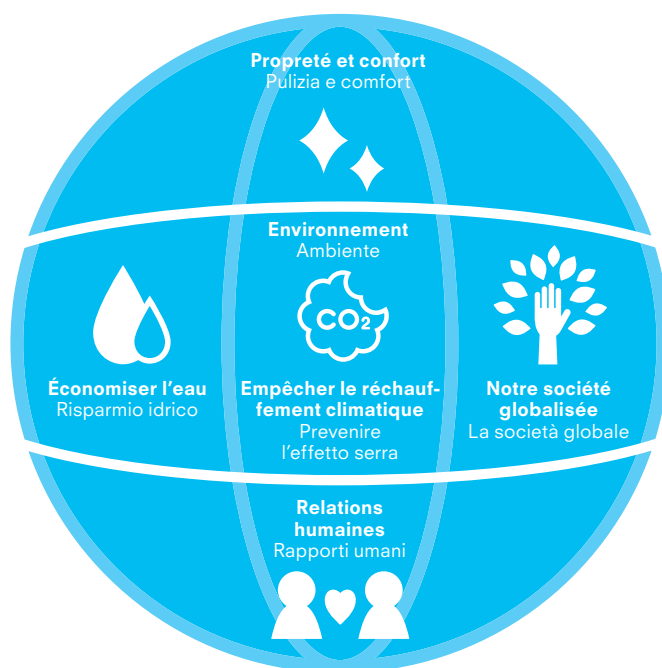 Propreté et confort
Pulizia e comfort
Environnement
Ambiente
CO2
Économiser l'eau
Risparmio idrico
Empêcher le réchauf-
fement climatique
Prevenire
l'effetto serra
Notre société
globalisée
La società globale
Relations
humaines
Rapporti umani